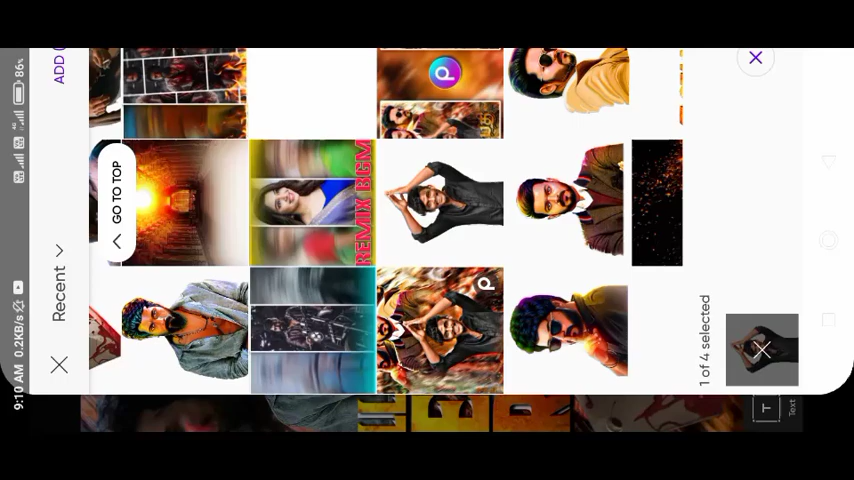 9:10 AM 0.2KB/s
86%
Recent
ADD (
GO TO TOP
REMIX BGM
1 of 4 selected
T
Text